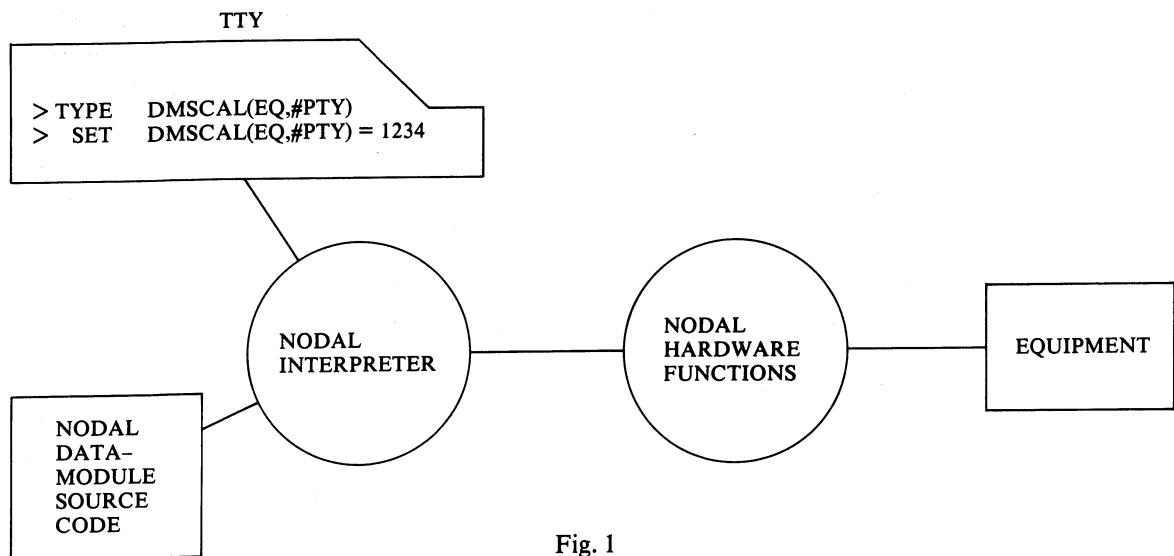 TTY
> TYPE DMSCAL(EQ,#PTY)
> SET DMSCAL(EQ,#PTY) = 1234
NODAL
INTERPRETER
NODAL
HARDWARE
FUNCTIONS
EQUIPMENT
NODAL
DATA–
MODULE
SOURCE
CODE
Fig. 1